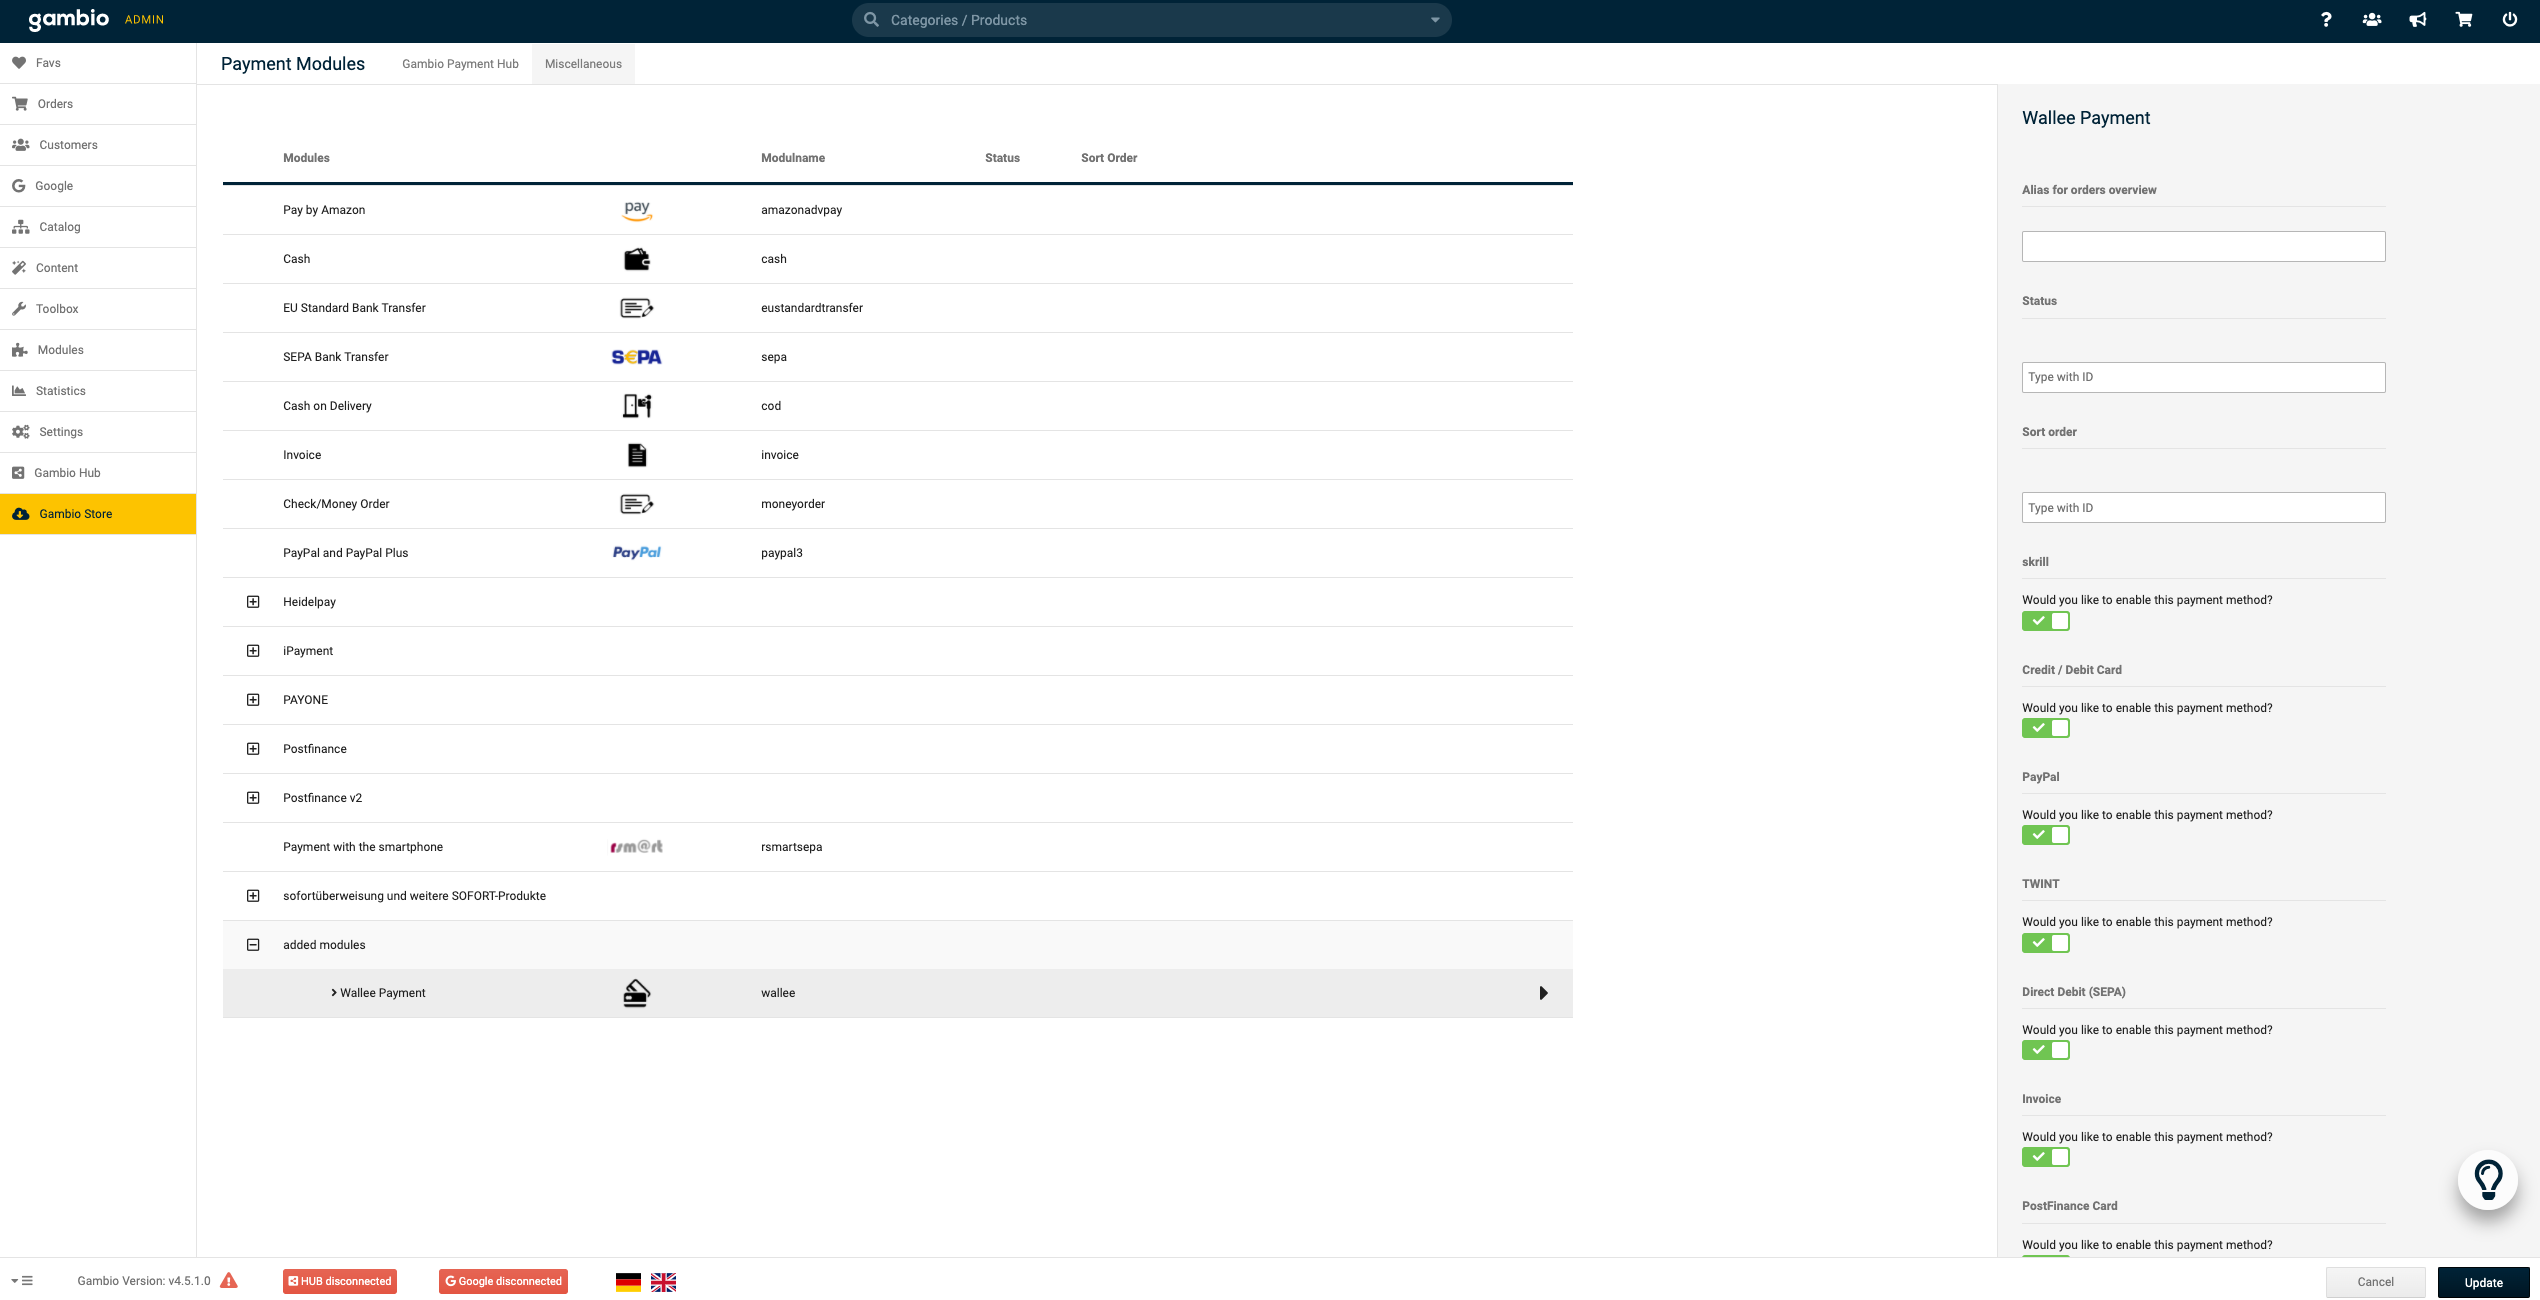 gambio ADMIN
Categories / Products
?
Favs
Orders
Customers
Google
Catalog
Content
Toolbox
Modules
Statistics
Settings
Gambio Hub
Gambio Store
Payment Modules
Gambio Payment Hub
Miscellaneous
Modules Modulname Status Sort Order
Pay by Amazon pay amazonadvpay
Cash cash
EU Standard Bank Transfer eustandardtransfer
SEPA Bank Transfer S€PA sepa
Cash on Delivery cod
Invoice invoice
Check/Money Order moneyorder
PayPal and PayPal Plus PayPal paypal3
Heidelpay
iPayment
PAYONE
Postfinance
Postfinance v2
Payment with the smartphone rsm@rt rsmartsepa
sofortüberweisung und weitere SOFORT-Produkte
added modules
Wallee Payment wallee
Wallee Payment
Alias for orders overview
Status
Type with ID
Sort order
Type with ID
skrill
Would you like to enable this payment method?
Credit / Debit Card
Would you like to enable this payment method?
PayPal
Would you like to enable this payment method?
TWINT
Would you like to enable this payment method?
Direct Debit (SEPA)
Would you like to enable this payment method?
Invoice
Would you like to enable this payment method?
PostFinance Card
Would you like to enable this payment method?
Gambio Version: v4.5.1.0
HUB disconnected
Google disconnected
Cancel
Update